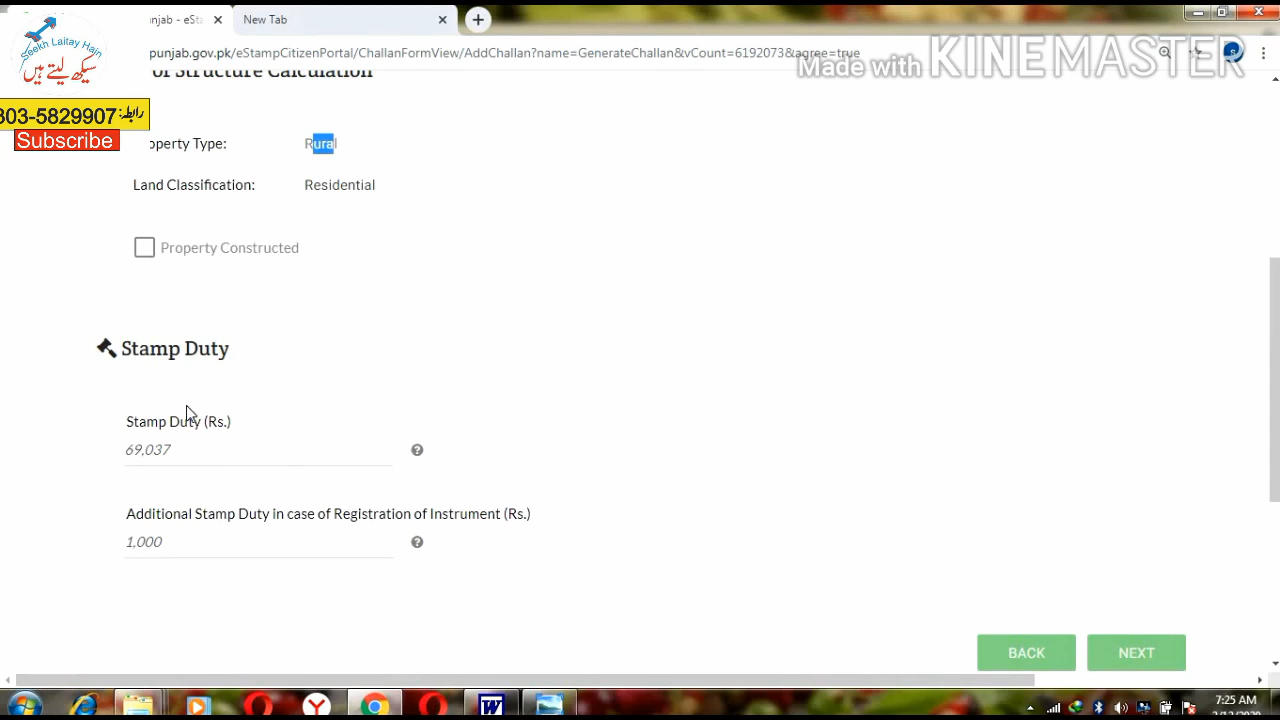 njab - eSta
New Tab
Seekh Laitay Hain
سیکھ لیتے ہیں
punjab.gov.pk/eStampCitizenPortal/ChallanFormView/AddChallan?name=GenerateChallan&vCount=6192073&agree=true
Made with KINEMASTER
of Structure Calculation
803-5829907 رابطہ:
Subscribe
operty Type: Rural
Land Classification: Residential
Property Constructed
Stamp Duty
Stamp Duty (Rs.)
69,037
Additional Stamp Duty in case of Registration of Instrument (Rs.)
1,000
BACK NEXT
7:25 AM